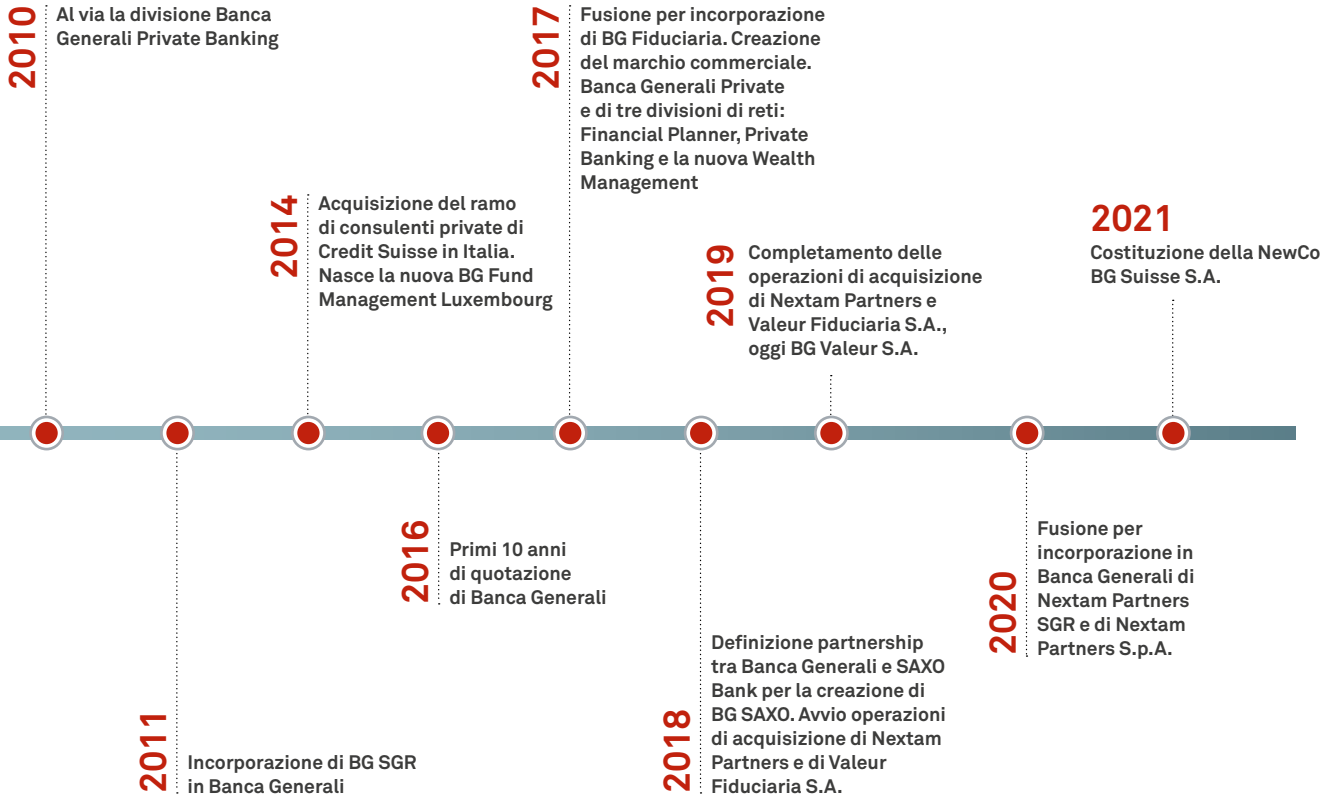 2010
Al via la divisione Banca
Generali Private Banking
2011
Incorporazione di BG SGR
in Banca Generali
2014
Acquisizione del ramo
di consulenti private di
Credit Suisse in Italia.
Nasce la nuova BG Fund
Management Luxembourg
2016
Primi 10 anni
di quotazione
di Banca Generali
2017
Fusione per incorporazione
di BG Fiduciaria. Creazione
del marchio commerciale.
Banca Generali Private
e di tre divisioni di reti:
Financial Planner, Private
Banking e la nuova Wealth
Management
2018
Definizione partnership
tra Banca Generali e SAXO
Bank per la creazione di
BG SAXO. Avvio operazioni
di acquisizione di Nextam
Partners e di Valeur
Fiduciaria S.A.
2019
Completamento delle
operazioni di acquisizione
di Nextam Partners e
Valeur Fiduciaria S.A.,
oggi BG Valeur S.A.
2020
Fusione per
incorporazione in
Banca Generali di
Nextam Partners
SGR e di Nextam
Partners S.p.A.
2021
Costituzione della NewCo
BG Suisse S.A.